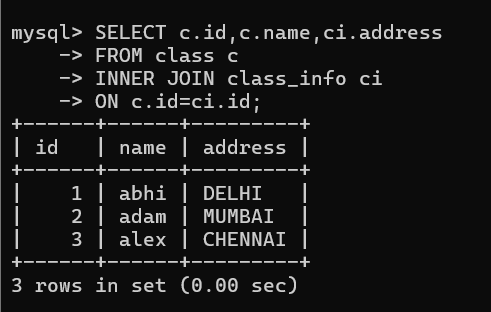 mysql> SELECT c.id,c.name,ci.address
    -> FROM class c
    -> INNER JOIN class_info ci
    -> ON c.id=ci.id;
+------+------+---------+
| id   | name | address |
+------+------+---------+
|    1 | abhi | DELHI   |
|    2 | adam | MUMBAI  |
|    3 | alex | CHENNAI |
+------+------+---------+
3 rows in set (0.00 sec)